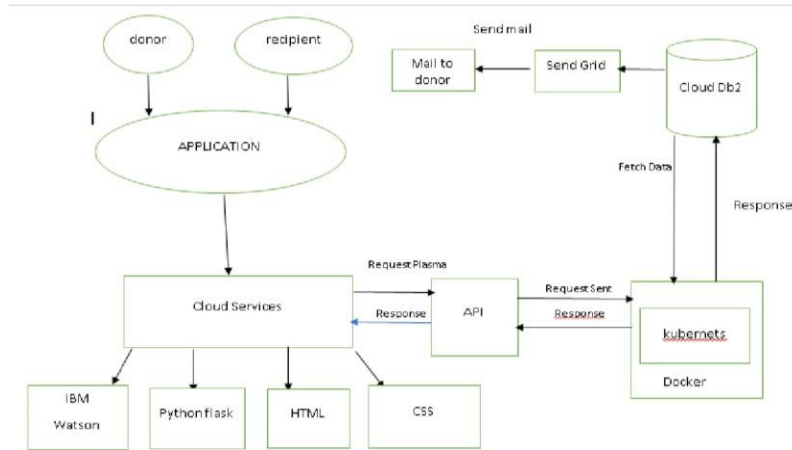 donor
recipient
Send mail
Mail to
donor
Send Grid
Cloud Db2
APPLICATION
Fetch Data
Response
Request Plasma
Cloud Services
Response
API
Request Sent
Response
kubernets
Docker
IBM
Watson
Python flask
HTML
CSS